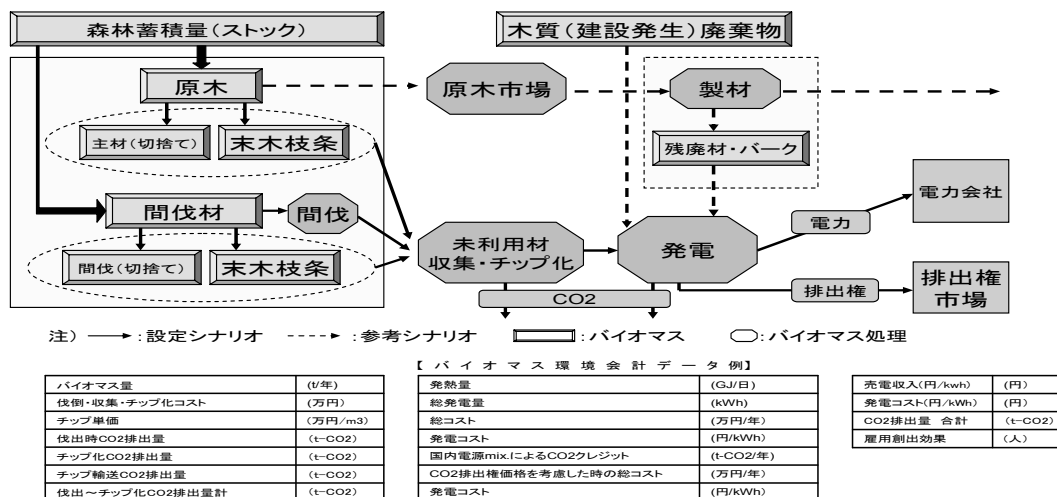 森林蓄積量(ストック)
木質(建設発生)廃棄物
原木
原木市場
製材
主材(切捨て)
末木枝条
残廃材・バーク
間伐材
間伐
電力会社
電力
間伐(切捨て)
末木枝条
未利用材
収集・チップ化
発電
CO2
排出権
排出権
市場
注) :設定シナリオ :参考シナリオ :バイオマス :バイオマス処理
【バイオマス環境会計データ例】
バイオマス量 (t/年)
伐倒・収集・チップ化コスト (万円)
チップ単価 (万円/m3)
伐出時CO2排出量 (t-CO2)
チップ化CO2排出量 (t-CO2)
チップ輸送CO2排出量 (t-CO2)
伐出~チップ化CO2排出量計 (t-CO2)
発熱量 (GJ/日)
総発電量 (kWh)
総コスト (万円/年)
発電コスト (円/kWh)
国内電源mix.によるCO2クレジット (t-CO2/年)
CO2排出権価格を考慮した時の総コスト (万円/年)
発電コスト (円/kWh)
売電収入(円/kwh) (円)
発電コスト(円/kWh) (円)
CO2排出量 合計 (t-CO2)
雇用創出効果 (人)